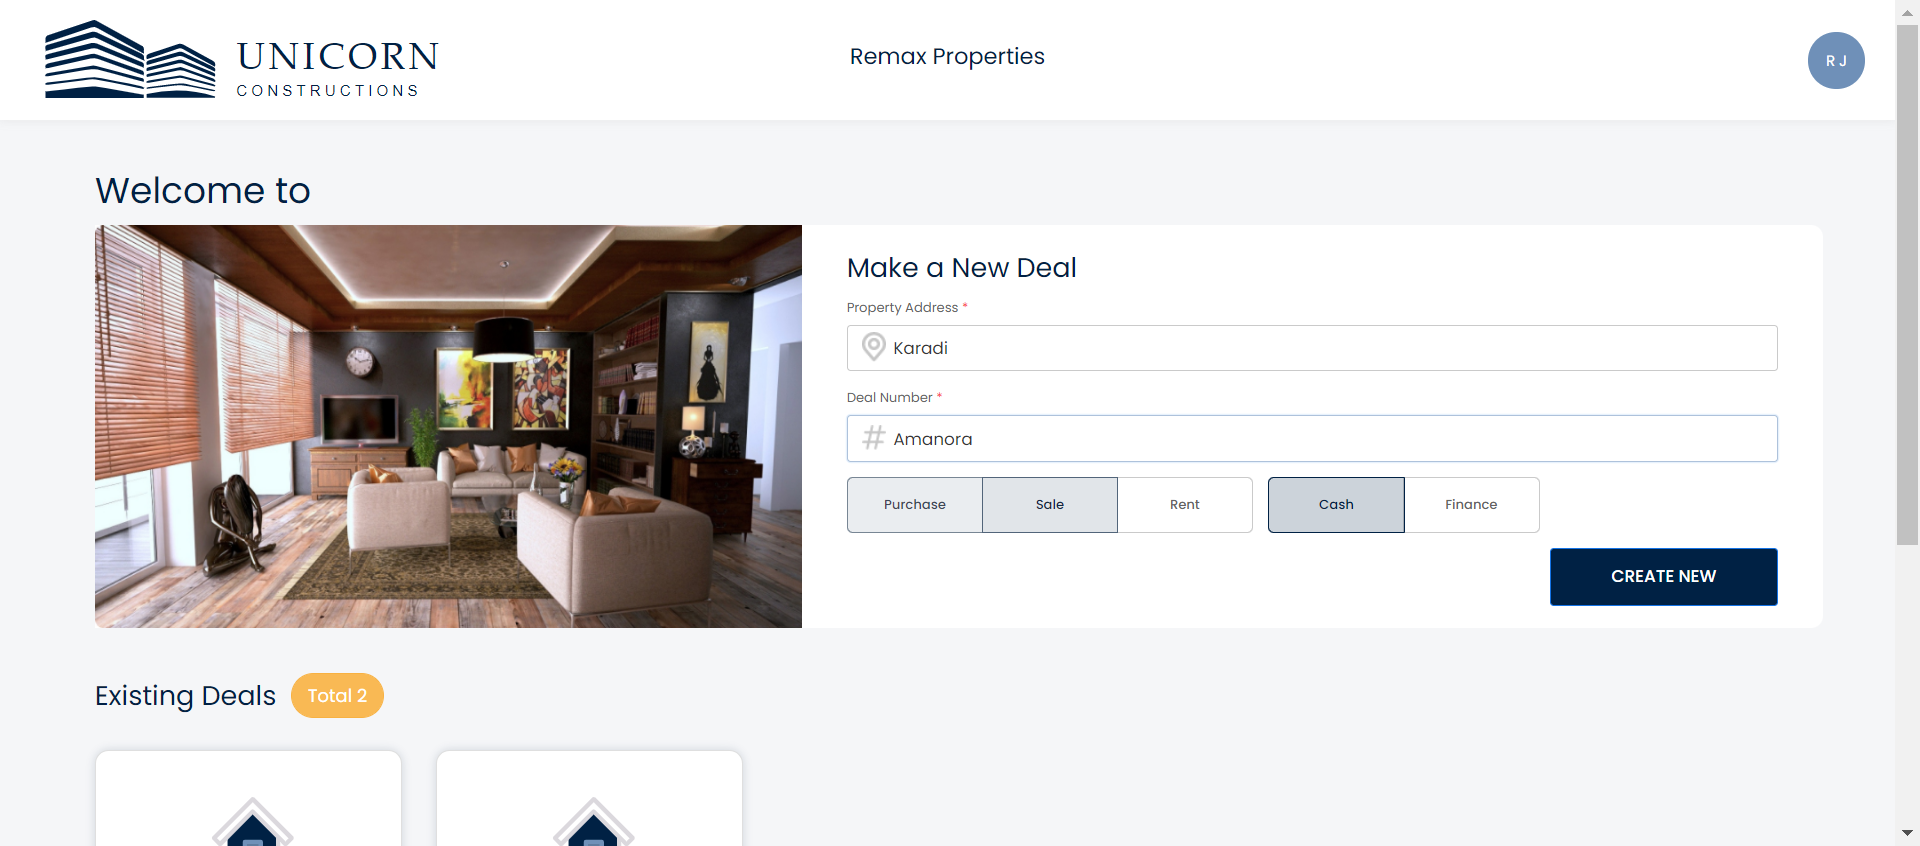 UNICORN
CONSTRUCTIONS
Remax Properties
R J
Welcome to
Make a New Deal
Property Address *
Karadi
Deal Number *
# Amanora
Purchase Sale Rent Cash Finance
CREATE NEW
Existing Deals Total 2